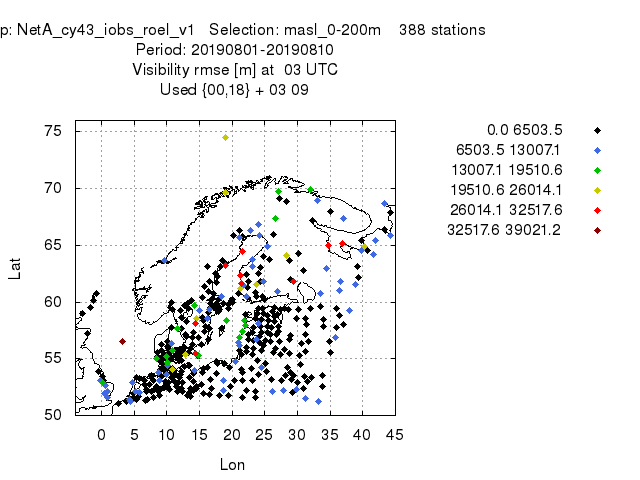 p: NetA_cy43_iobs_roel_v1 Selection: masl_0-200m 388 stations
Period: 20190801-20190810
Visibility rmse [m] at 03 UTC
Used {00,18} + 03 09
0.0 6503.5
6503.5 13007.1
13007.1 19510.6
19510.6 26014.1
26014.1 32517.6
32517.6 39021.2
75
70
65
60
55
50
Lat
0 5 10 15 20 25 30 35 40 45
Lon